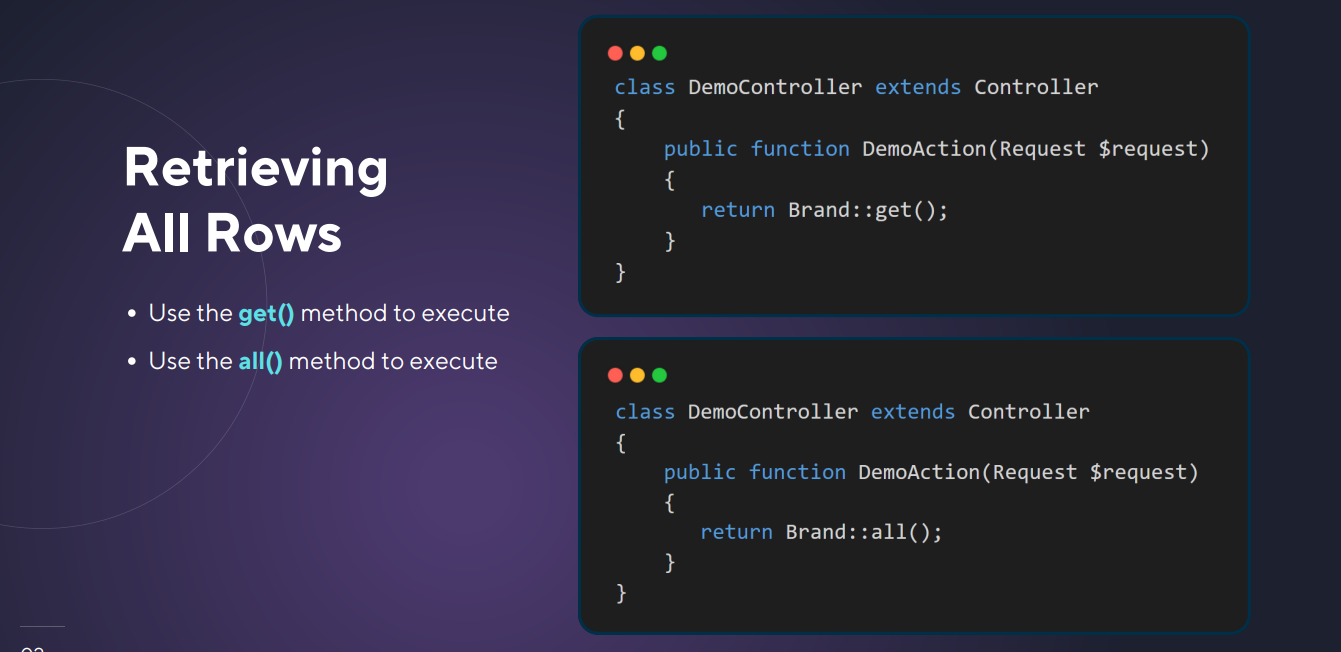 Retrieving
All Rows
• Use the get() method to execute
• Use the all() method to execute
class DemoController extends Controller
{
    public function DemoAction(Request $request)
    {
       return Brand::get();
    }
}
class DemoController extends Controller
{
    public function DemoAction(Request $request)
    {
       return Brand::all();
    }
}